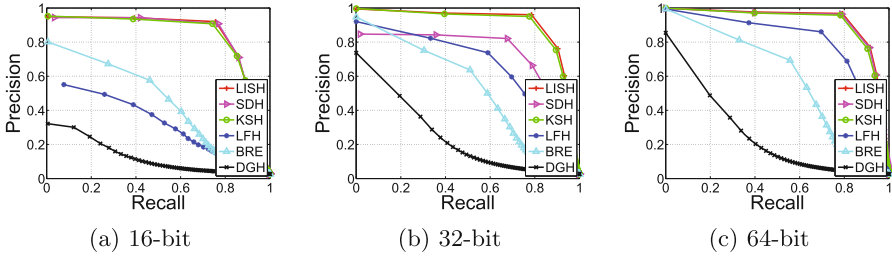 1
0.8
0.6
0.4
0.2
0
Precision
0 0.2 0.4 0.6 0.8 1
Recall
LISH
SDH
KSH
LFH
BRE
DGH
(a) 16-bit
1
0.8
0.6
0.4
0.2
0
Precision
0 0.2 0.4 0.6 0.8 1
Recall
LISH
SDH
KSH
LFH
BRE
DGH
(b) 32-bit
1
0.8
0.6
0.4
0.2
0
Precision
0 0.2 0.4 0.6 0.8 1
Recall
LISH
SDH
KSH
LFH
BRE
DGH
(c) 64-bit